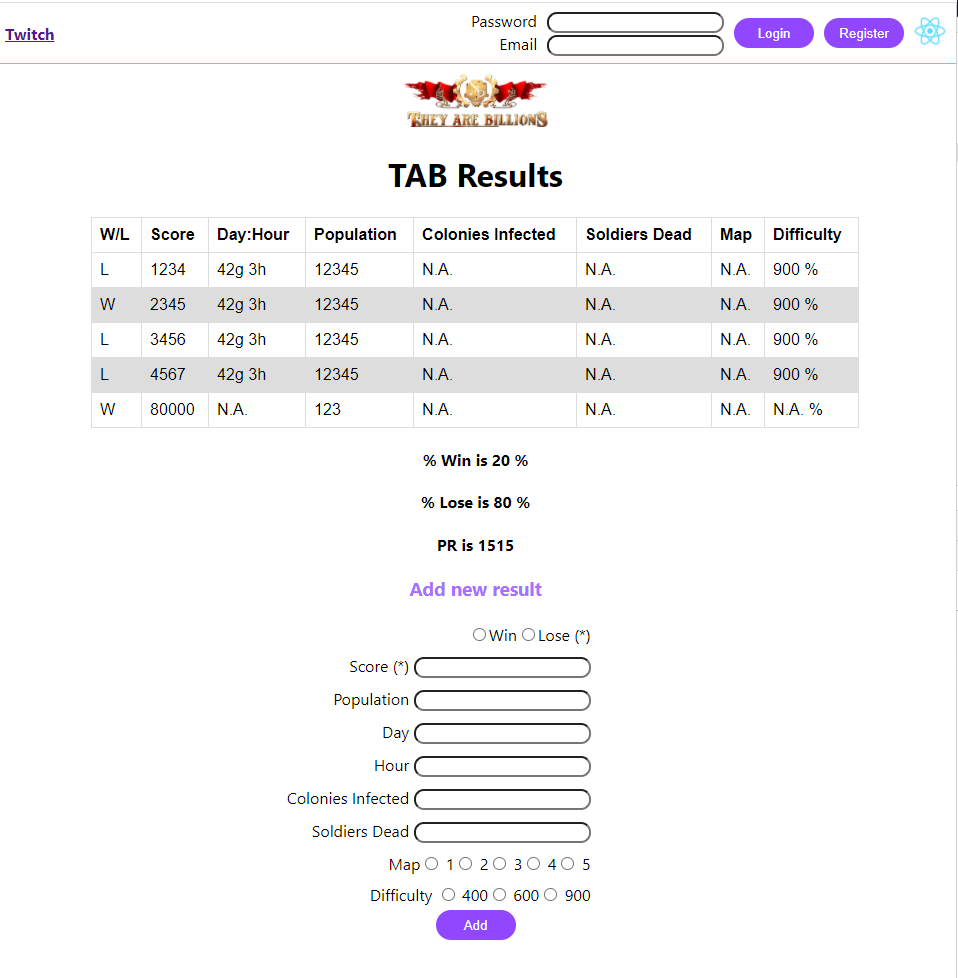 Twitch
Password
Email
Login
Register
THEY ARE BILLIONS
TAB Results
W/L Score Day:Hour Population Colonies Infected Soldiers Dead Map Difficulty
L 1234 42g 3h 12345 N.A. N.A. N.A. 900 %
W 2345 42g 3h 12345 N.A. N.A. N.A. 900 %
L 3456 42g 3h 12345 N.A. N.A. N.A. 900 %
L 4567 42g 3h 12345 N.A. N.A. N.A. 900 %
W 80000 N.A. 123 N.A. N.A. N.A. N.A. %
% Win is 20 %
% Lose is 80 %
PR is 1515
Add new result
Win Lose (*)
Score (*)
Population
Day
Hour
Colonies Infected
Soldiers Dead
Map 1 2 3 4 5
Difficulty 400 600 900
Add